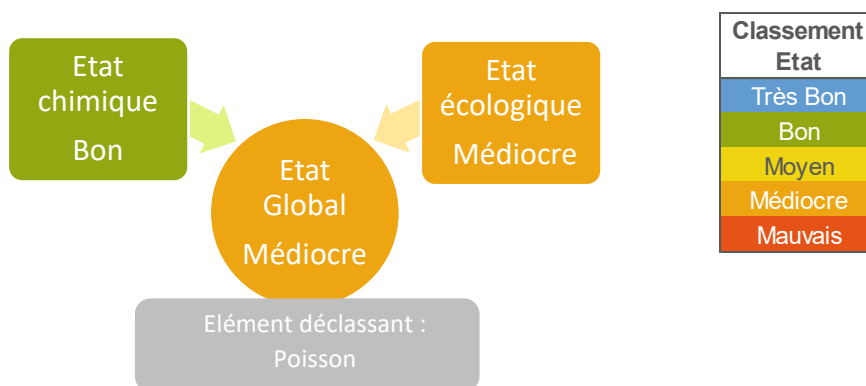 Etat
chimique
Bon
Etat
écologique
Médiocre
Etat
Global
Médiocre
Elément déclassant :
Poisson
Classement
Etat
Très Bon
Bon
Moyen
Médiocre
Mauvais